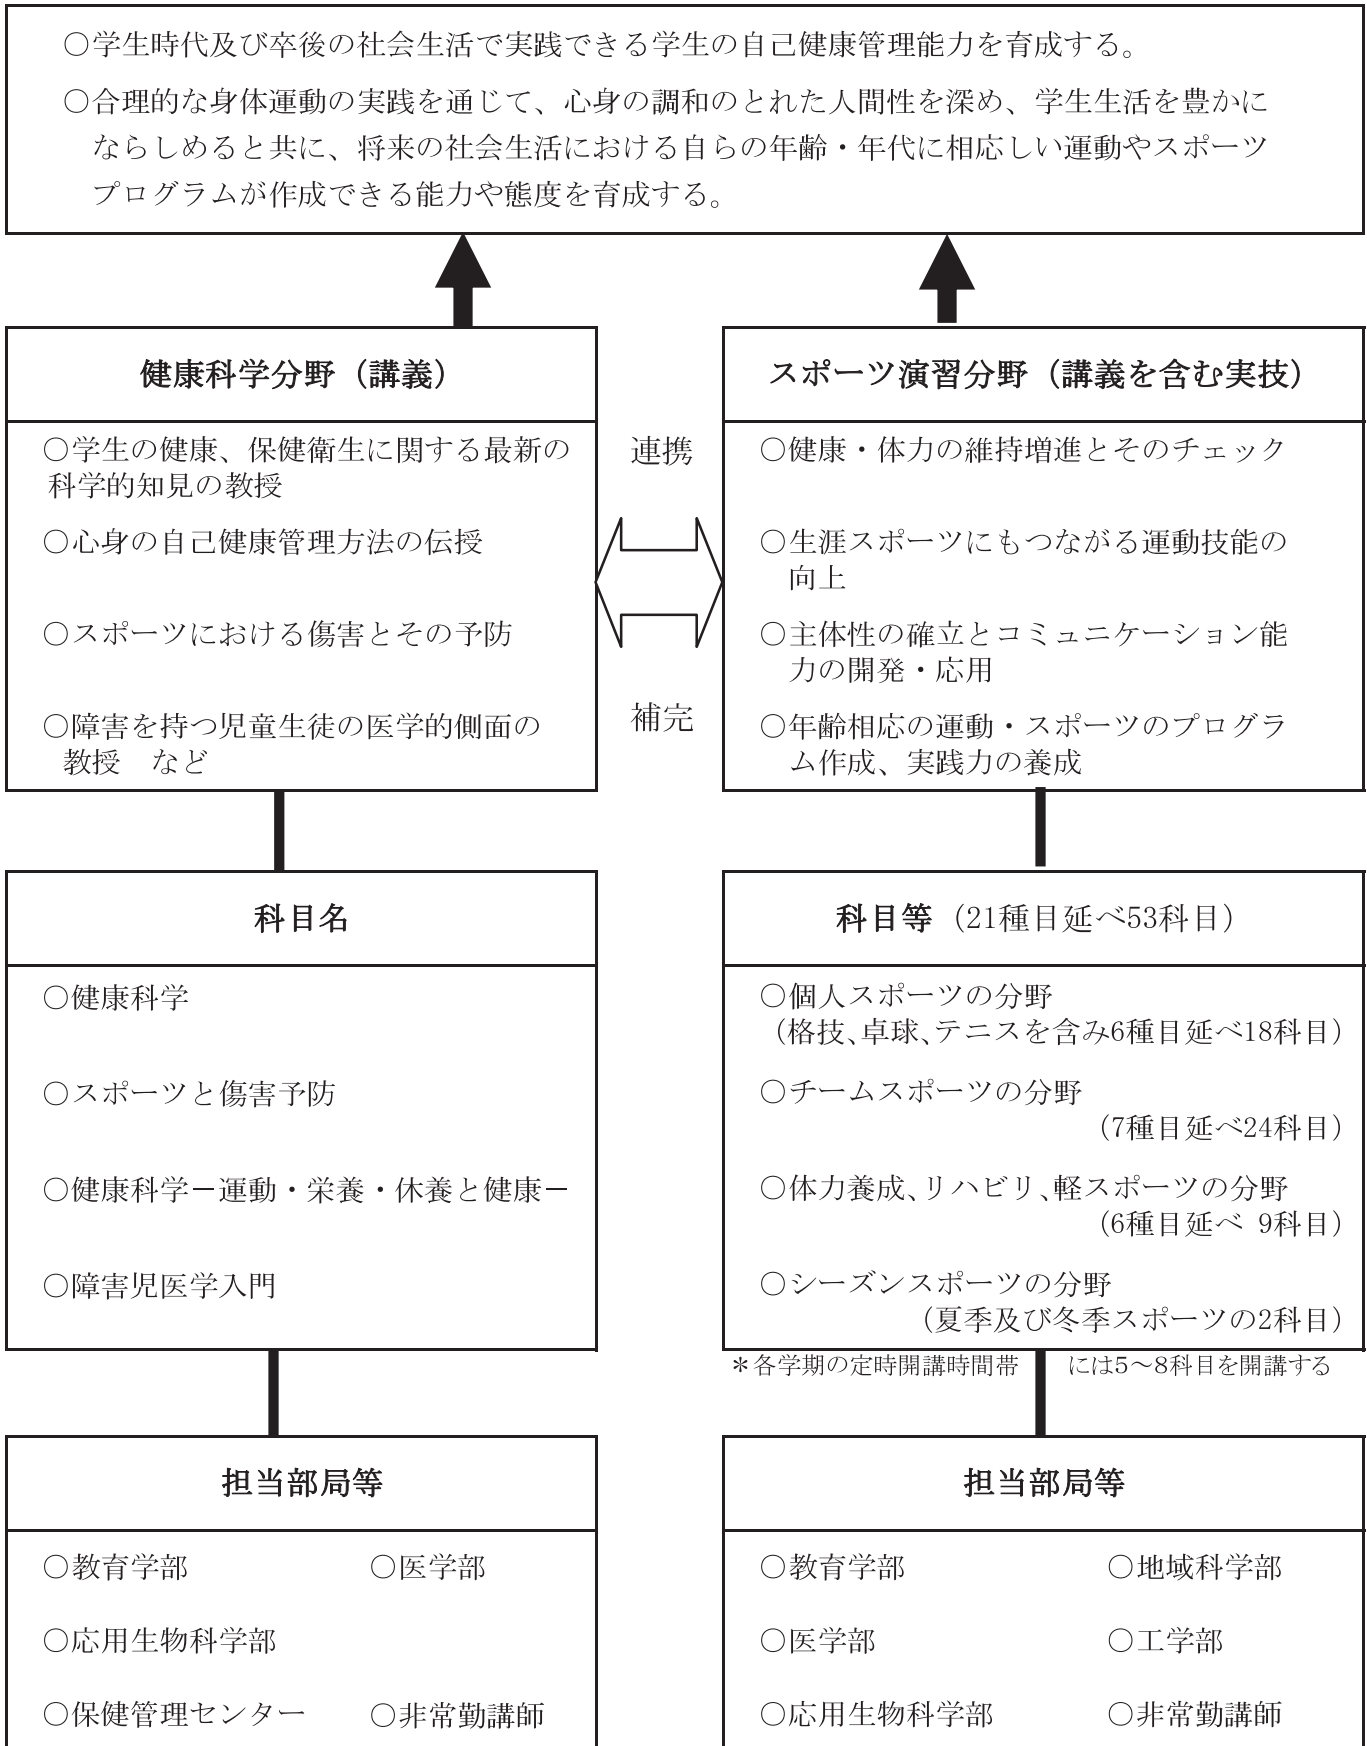 ○学生時代及び卒後の社会生活で実践できる学生の自己健康管理能力を育成する。
○合理的な身体運動の実践を通じて、心身の調和のとれた人間性を深め、学生生活を豊かに
ならしめると共に、将来の社会生活における自らの年齢・年代に相応しい運動やスポーツ
プログラムが作成できる能力や態度を育成する。
健康科学分野（講義）
○学生の健康、保健衛生に関する最新の
科学的知見の教授
○心身の自己健康管理方法の伝授
○スポーツにおける傷害とその予防
○障害を持つ児童生徒の医学的側面の
教授　など
連携
補完
スポーツ演習分野（講義を含む実技）
○健康・体力の維持増進とそのチェック
○生涯スポーツにもつながる運動技能の
向上
○主体性の確立とコミュニケーション能
力の開発・応用
○年齢相応の運動・スポーツのプログラ
ム作成、実践力の養成
科目名
○健康科学
○スポーツと傷害予防
○健康科学－運動・栄養・休養と健康－
○障害児医学入門
科目等（21種目延べ53科目）
○個人スポーツの分野
（格技、卓球、テニスを含み6種目延べ18科目）
○チームスポーツの分野
（7種目延べ24科目）
○体力養成、リハビリ、軽スポーツの分野
（6種目延べ 9科目）
○シーズンスポーツの分野
（夏季及び冬季スポーツの2科目）
＊各学期の定時開講時間帯　には5～8科目を開講する
担当部局等
○教育学部　○医学部
○応用生物科学部
○保健管理センター　○非常勤講師
担当部局等
○教育学部　○地域科学部
○医学部　○工学部
○応用生物科学部　○非常勤講師